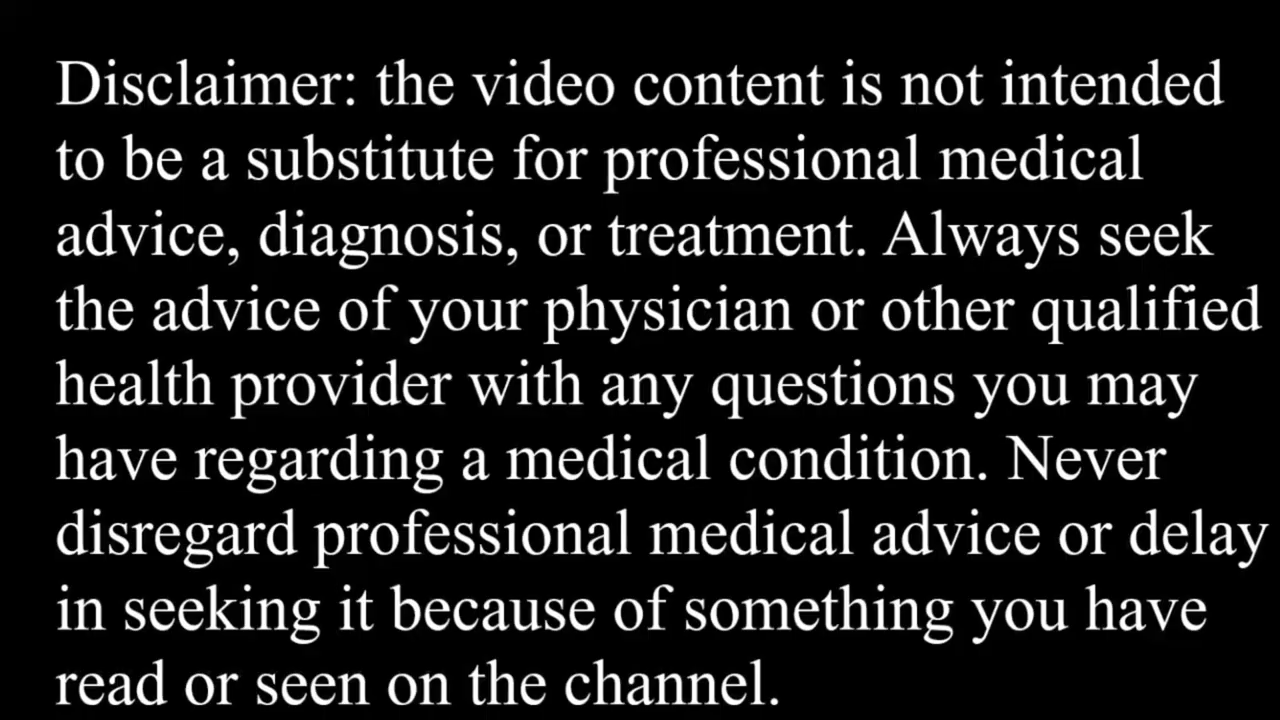 Disclaimer: the video content is not intended
to be a substitute for professional medical
advice, diagnosis, or treatment. Always seek
the advice of your physician or other qualified
health provider with any questions you may
have regarding a medical condition. Never
disregard professional medical advice or delay
in seeking it because of something you have
read or seen on the channel.